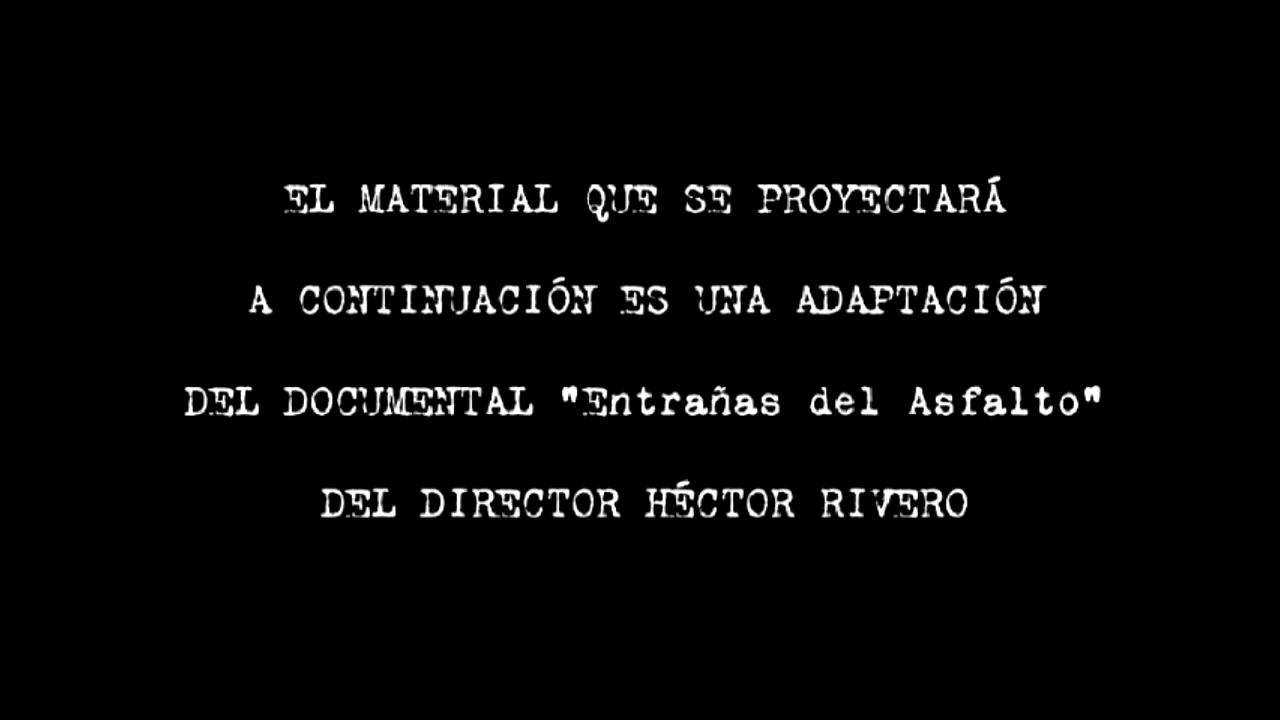 EL MATERIAL QUE SE PROYECTARÁ
A CONTINUACIÓN ES UNA ADAPTACIÓN
DEL DOCUMENTAL "Entrañas del Asfalto"
DEL DIRECTOR HÉCTOR RIVERO